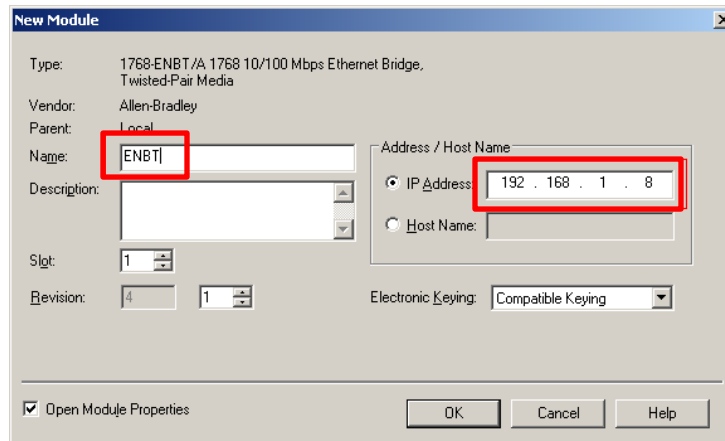 New Module
Type: 1768-ENBT/A 1768 10/100 Mbps Ethernet Bridge,
Twisted-Pair Media
Vendor: Allen-Bradley
Parent: Local
Name: ENBT
Address / Host Name
IP Address: 192 . 168 . 1 . 8
Description:
Host Name:
Slot: 1
Revision: 4 1
Electronic Keying: Compatible Keying
Open Module Properties
OK Cancel Help